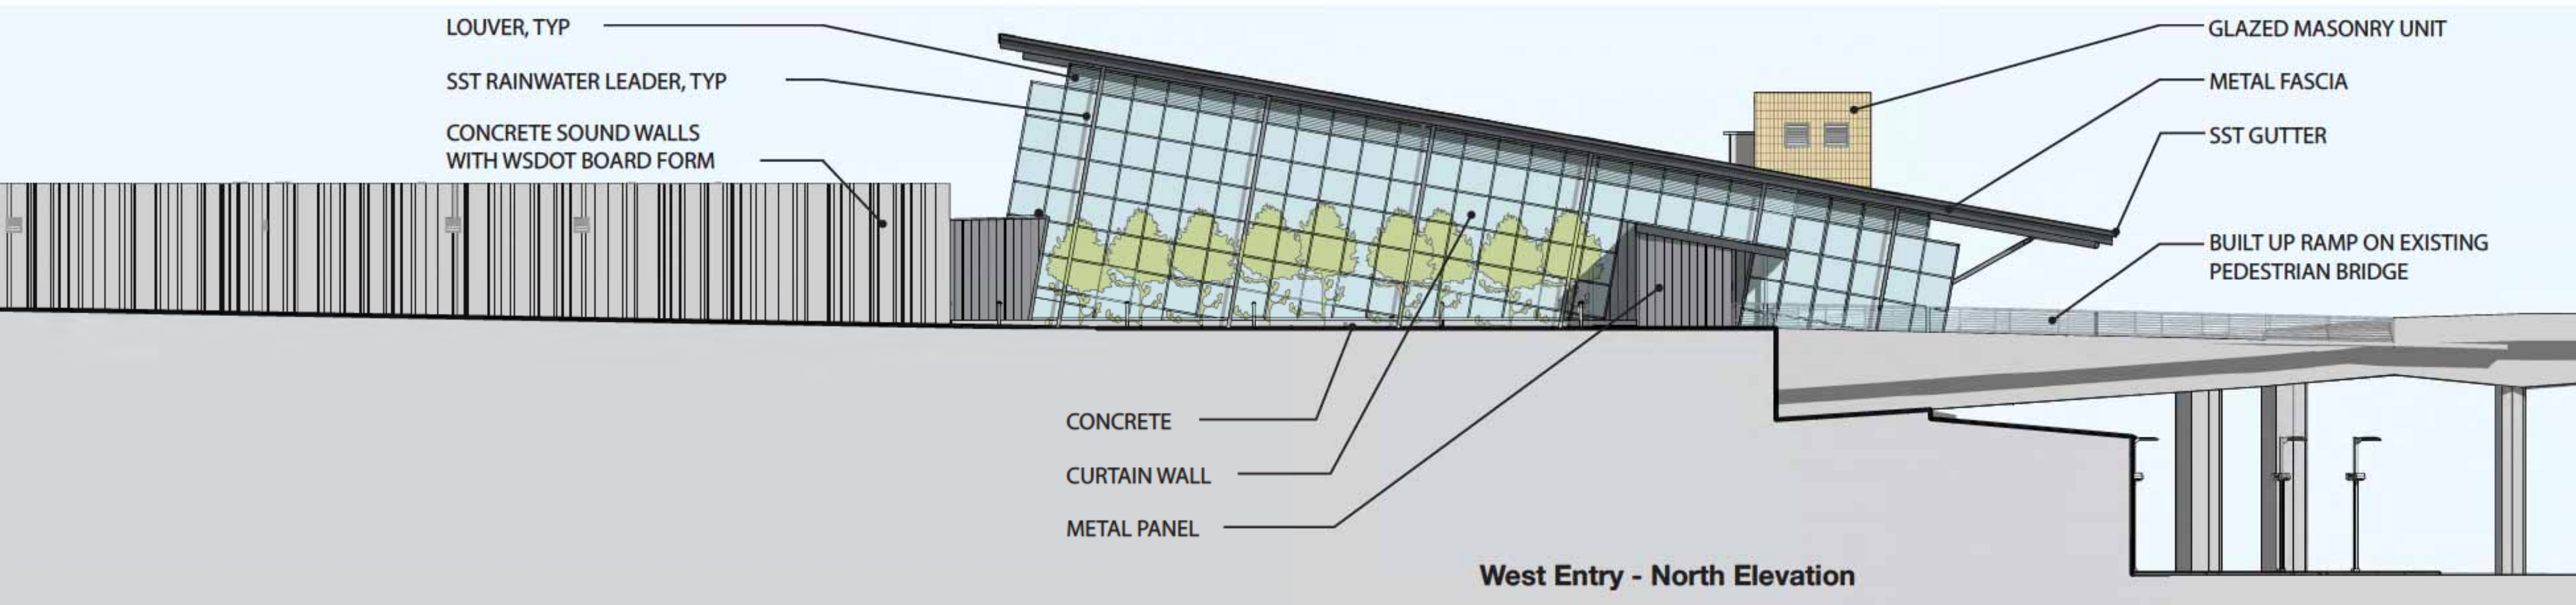 LOUVER, TYP
SST RAINWATER LEADER, TYP
CONCRETE SOUND WALLS
WITH WSDOT BOARD FORM
GLAZED MASONRY UNIT
METAL FASCIA
SST GUTTER
BUILT UP RAMP ON EXISTING
PEDESTRIAN BRIDGE
CONCRETE
CURTAIN WALL
METAL PANEL
West Entry - North Elevation